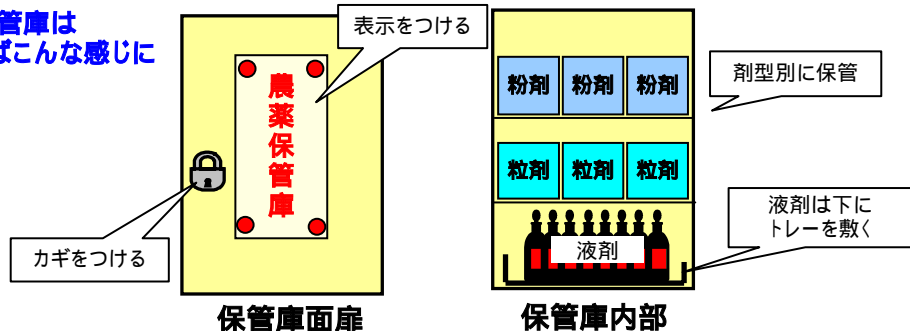 管庫は
ばこんな感じに
表示をつける
農薬保管庫
カギをつける
保管庫面扉
粉剤 粉剤 粉剤
剤型別に保管
粒剤 粒剤 粒剤
液剤
液剤は下に
トレーを敷く
保管庫内部